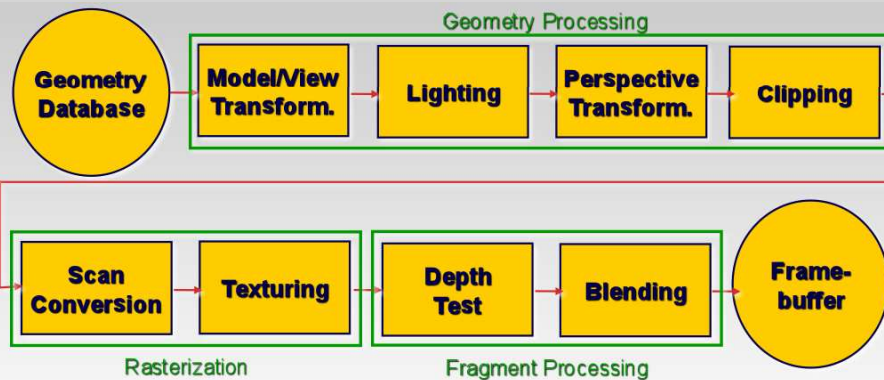 Geometry Processing
Geometry
Database
Model/View
Transform.
Lighting
Perspective
Transform.
Clipping
Scan
Conversion
Texturing
Depth
Test
Blending
Frame-
buffer
Rasterization
Fragment Processing